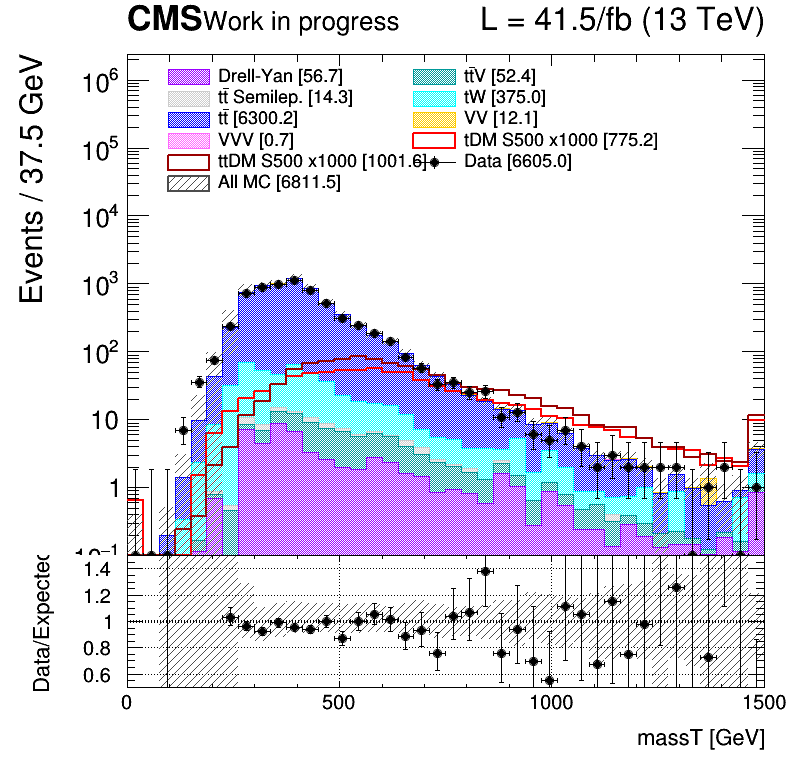 CMS Work in progress L = 41.5/fb (13 TeV)
Events / 37.5 GeV
10⁶
10⁵
10⁴
10³
10²
10
1
10⁻¹
Drell-Yan [56.7]
tt̄V [52.4]
tt̄ Semilep. [14.3]
tW [375.0]
tt̄ [6300.2]
VV [12.1]
VVV [0.7]
tDM S500 x1000 [775.2]
ttDM S500 x1000 [1001.6]
Data [6605.0]
All MC [6811.5]
Data/Expected
1.4
1.2
1
0.8
0.6
0 500 1000 1500
massT [GeV]